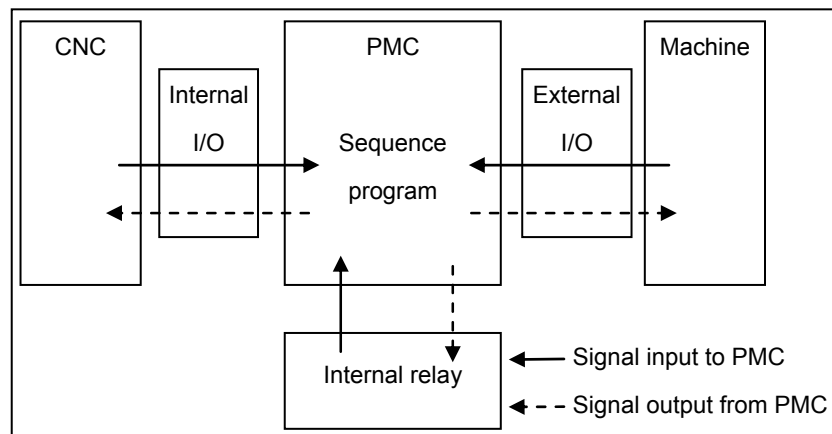 CNC
Internal
I/O
PMC
Sequence
program
External
I/O
Machine
Internal relay
Signal input to PMC
Signal output from PMC